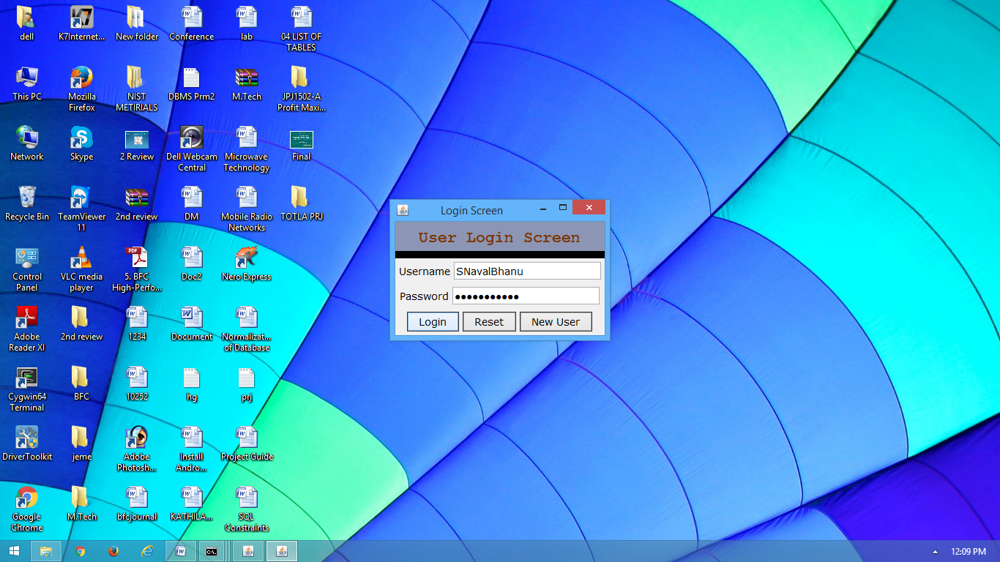 dell
K7Internet...
New folder
Conference
lab
04 LIST OF
TABLES
This PC
Mozilla
Firefox
NIST
METIRIALS
DBMS Prm2
M.Tech
JPJ1502-A
Profit Maxi...
Network
Skype
2 Review
Dell Webcam
Central
Microwave
Technology
Final
Recycle Bin
TeamViewer
11
2nd review
DM
Mobile Radio
Networks
TOTLA PRJ
Control
Panel
VLC media
player
PDF
5. BFC
High-Perfo...
Doc2
Nero Express
Adobe
Reader XI
2nd review
1234
Document
Normalizat...
of Database
Cygwin64
Terminal
BFC
10252
hg
prj
DriverToolkit
jeme
Adobe
Photosh...
Install
Andro...
Project Guide
Google
Chrome
M.Tech
bfcjournal
KATHILA...
SQL
Constraints
Login Screen
User Login Screen
Username SNavalBhanu
Password ●●●●●●●●●●●
Login Reset New User
C:\.
12:09 PM